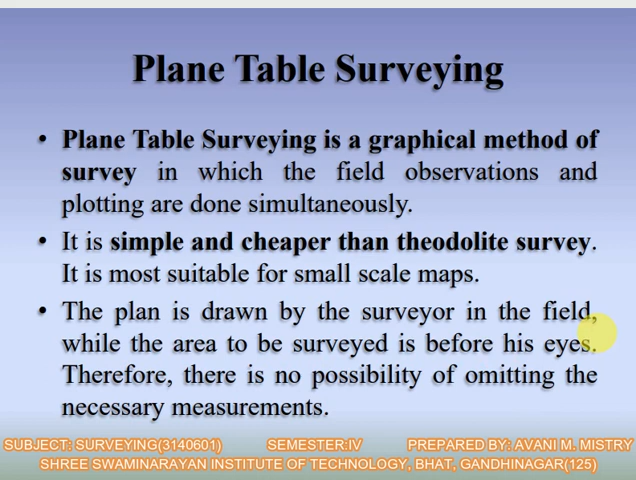 Plane Table Surveying
• Plane Table Surveying is a graphical method of
survey in which the field observations and
plotting are done simultaneously.
• It is simple and cheaper than theodolite survey.
It is most suitable for small scale maps.
• The plan is drawn by the surveyor in the field,
while the area to be surveyed is before his eyes.
Therefore, there is no possibility of omitting the
necessary measurements.
SUBJECT: SURVEYING(3140601) SEMESTER:IV PREPARED BY: AVANI M. MISTRY
SHREE SWAMINARAYAN INSTITUTE OF TECHNOLOGY, BHAT, GANDHINAGAR(125)